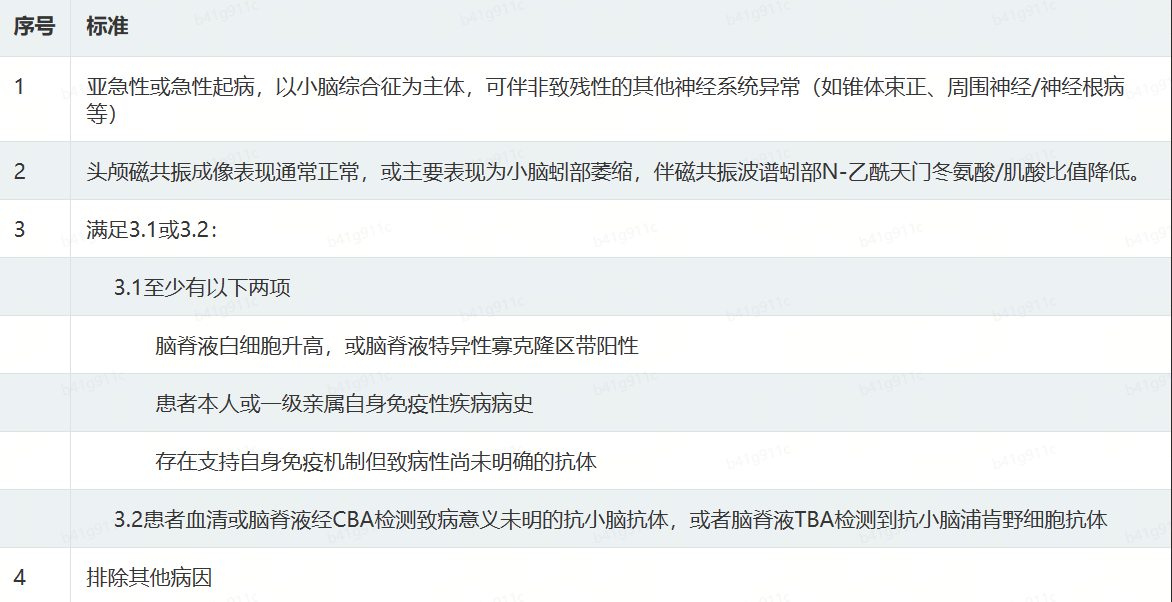 序号 标准
1 亚急性或急性起病，以小脑综合征为主体，可伴非致残性的其他神经系统异常（如锥体束正、周围神经/神经根病
等）
2 头颅磁共振成像表现通常正常，或主要表现为小脑蚓部萎缩，伴磁共振波谱蚓部N-乙酰天门冬氨酸/肌酸比值降低。
3 满足3.1或3.2：
3.1至少有以下两项
脑脊液白细胞升高，或脑脊液特异性寡克隆区带阳性
患者本人或一级亲属自身免疫性疾病病史
存在支持自身免疫机制但致病性尚未明确的抗体
3.2患者血清或脑脊液经CBA检测致病意义未明的抗小脑抗体，或者脑脊液TBA检测到抗小脑浦肯野细胞抗体
4 排除其他病因
b41g911c